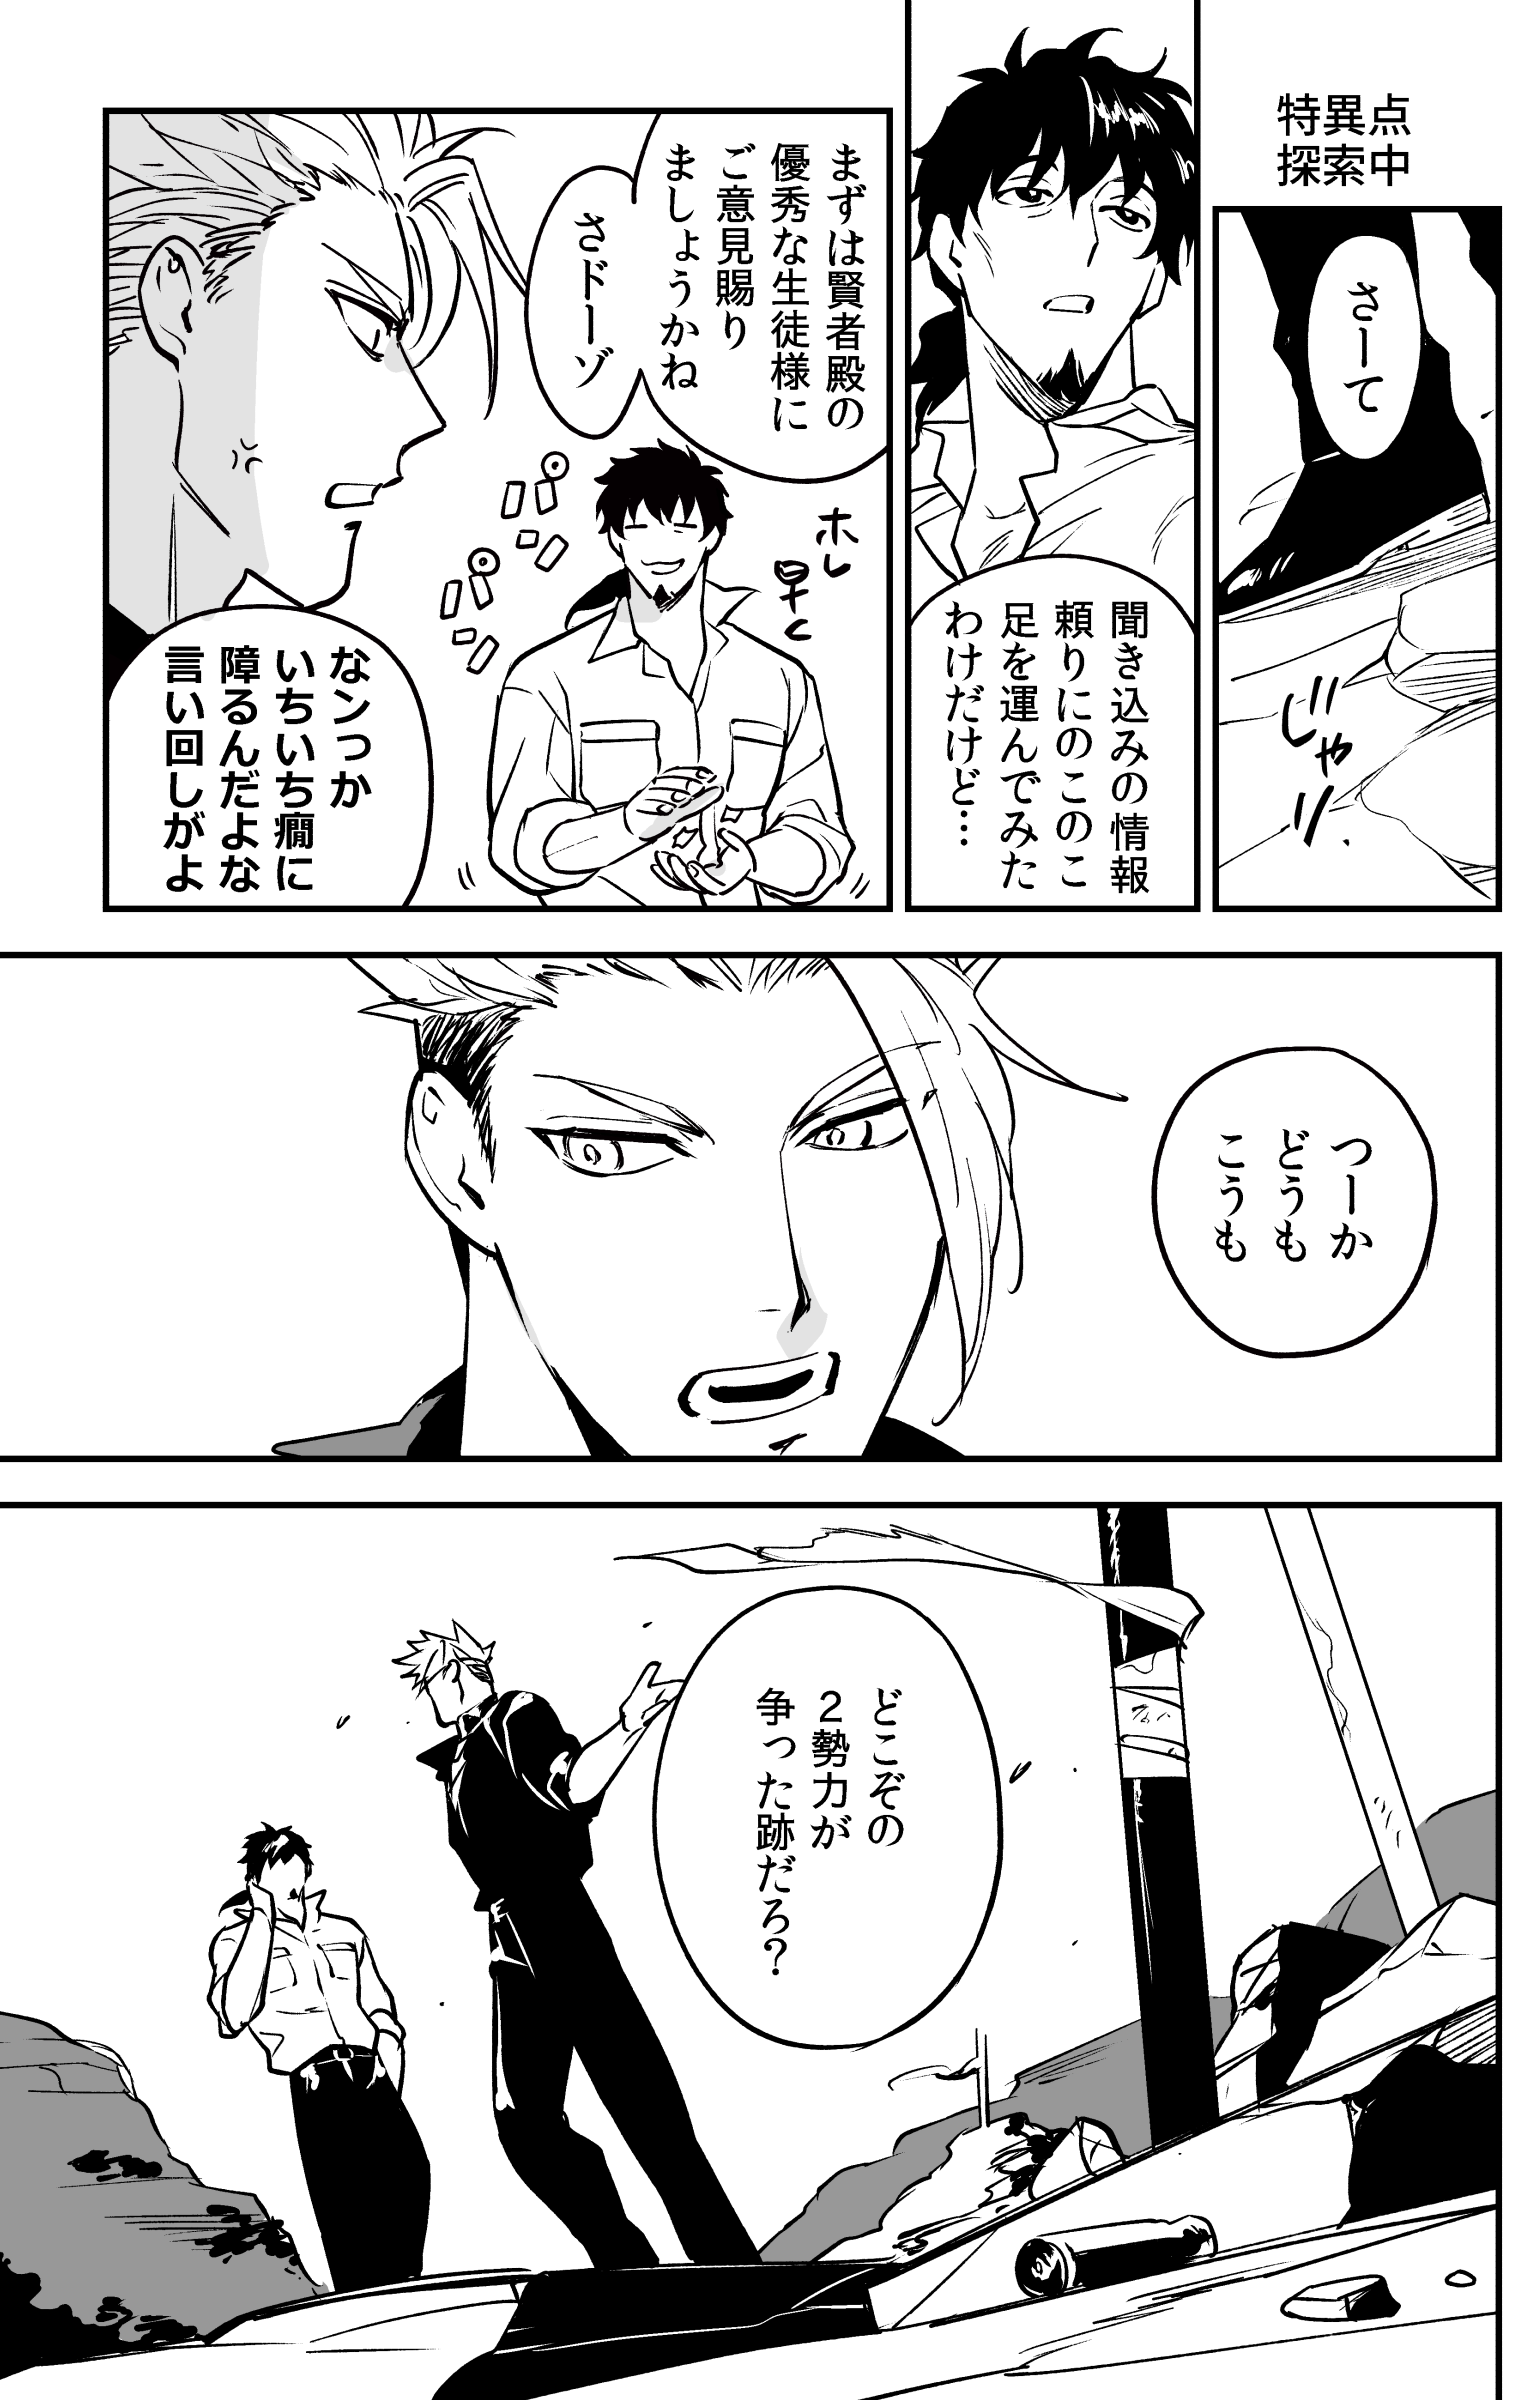 特異点
探索中
さーて
じゃり
聞き込みの情報
頼りにのこのこ
足を運んでみた
わけだけど…
まずは賢者殿の
優秀な生徒様に
ご意見賜り
ましょうかね
さドーゾ
ホレ
早く
パン
パン
なンっか
いちいち癇に
障るんだよな
言い回しがよ
つーか
どうも
こうも
どこぞの
2勢力が
争った跡だろ?